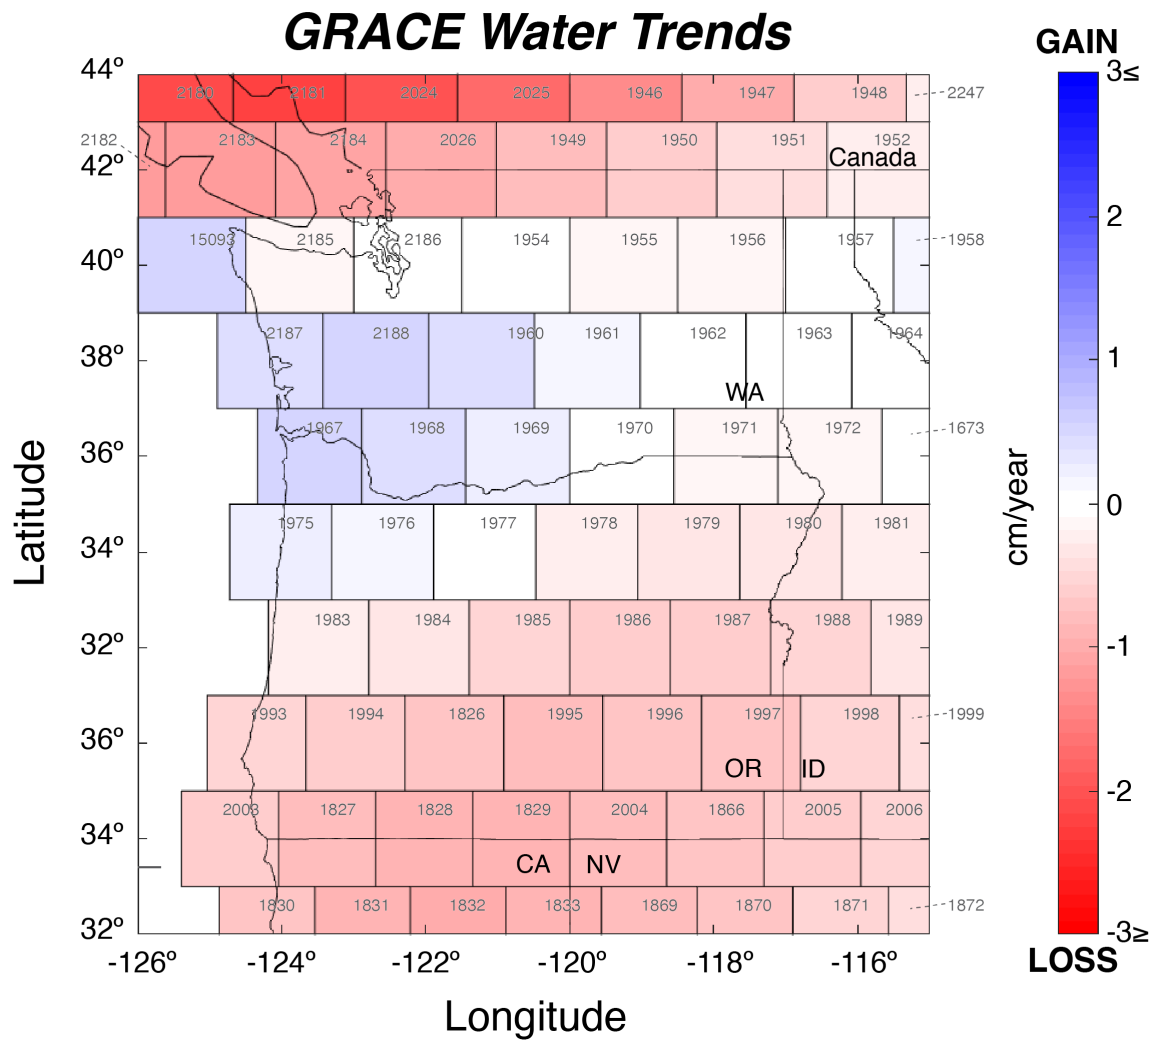 GRACE Water Trends
GAIN
44º
3≤
2180 2181 2024 2025 1946 1947 1948 2247
2182 2183 2184 2026 1949 1950 1951 1952
Canada
42º
2
15093 2185 2186 1954 1955 1956 1957 1958
40º
2187 2188 1960 1961 1962 1963 1964
38º
1
WA
1967 1968 1969 1970 1971 1972 1673
36º
0
1975 1976 1977 1978 1979 1980 1981
34º
1983 1984 1985 1986 1987 1988 1989
32º
-1
1993 1994 1826 1995 1996 1997 1998 1999
36º
OR ID
-2
2003 1827 1828 1829 2004 1866 2005 2006
34º
CA NV
1830 1831 1832 1833 1869 1870 1871 1872
32º
-3≥
LOSS
-126º -124º -122º -120º -118º -116º
Longitude
Latitude
cm/year